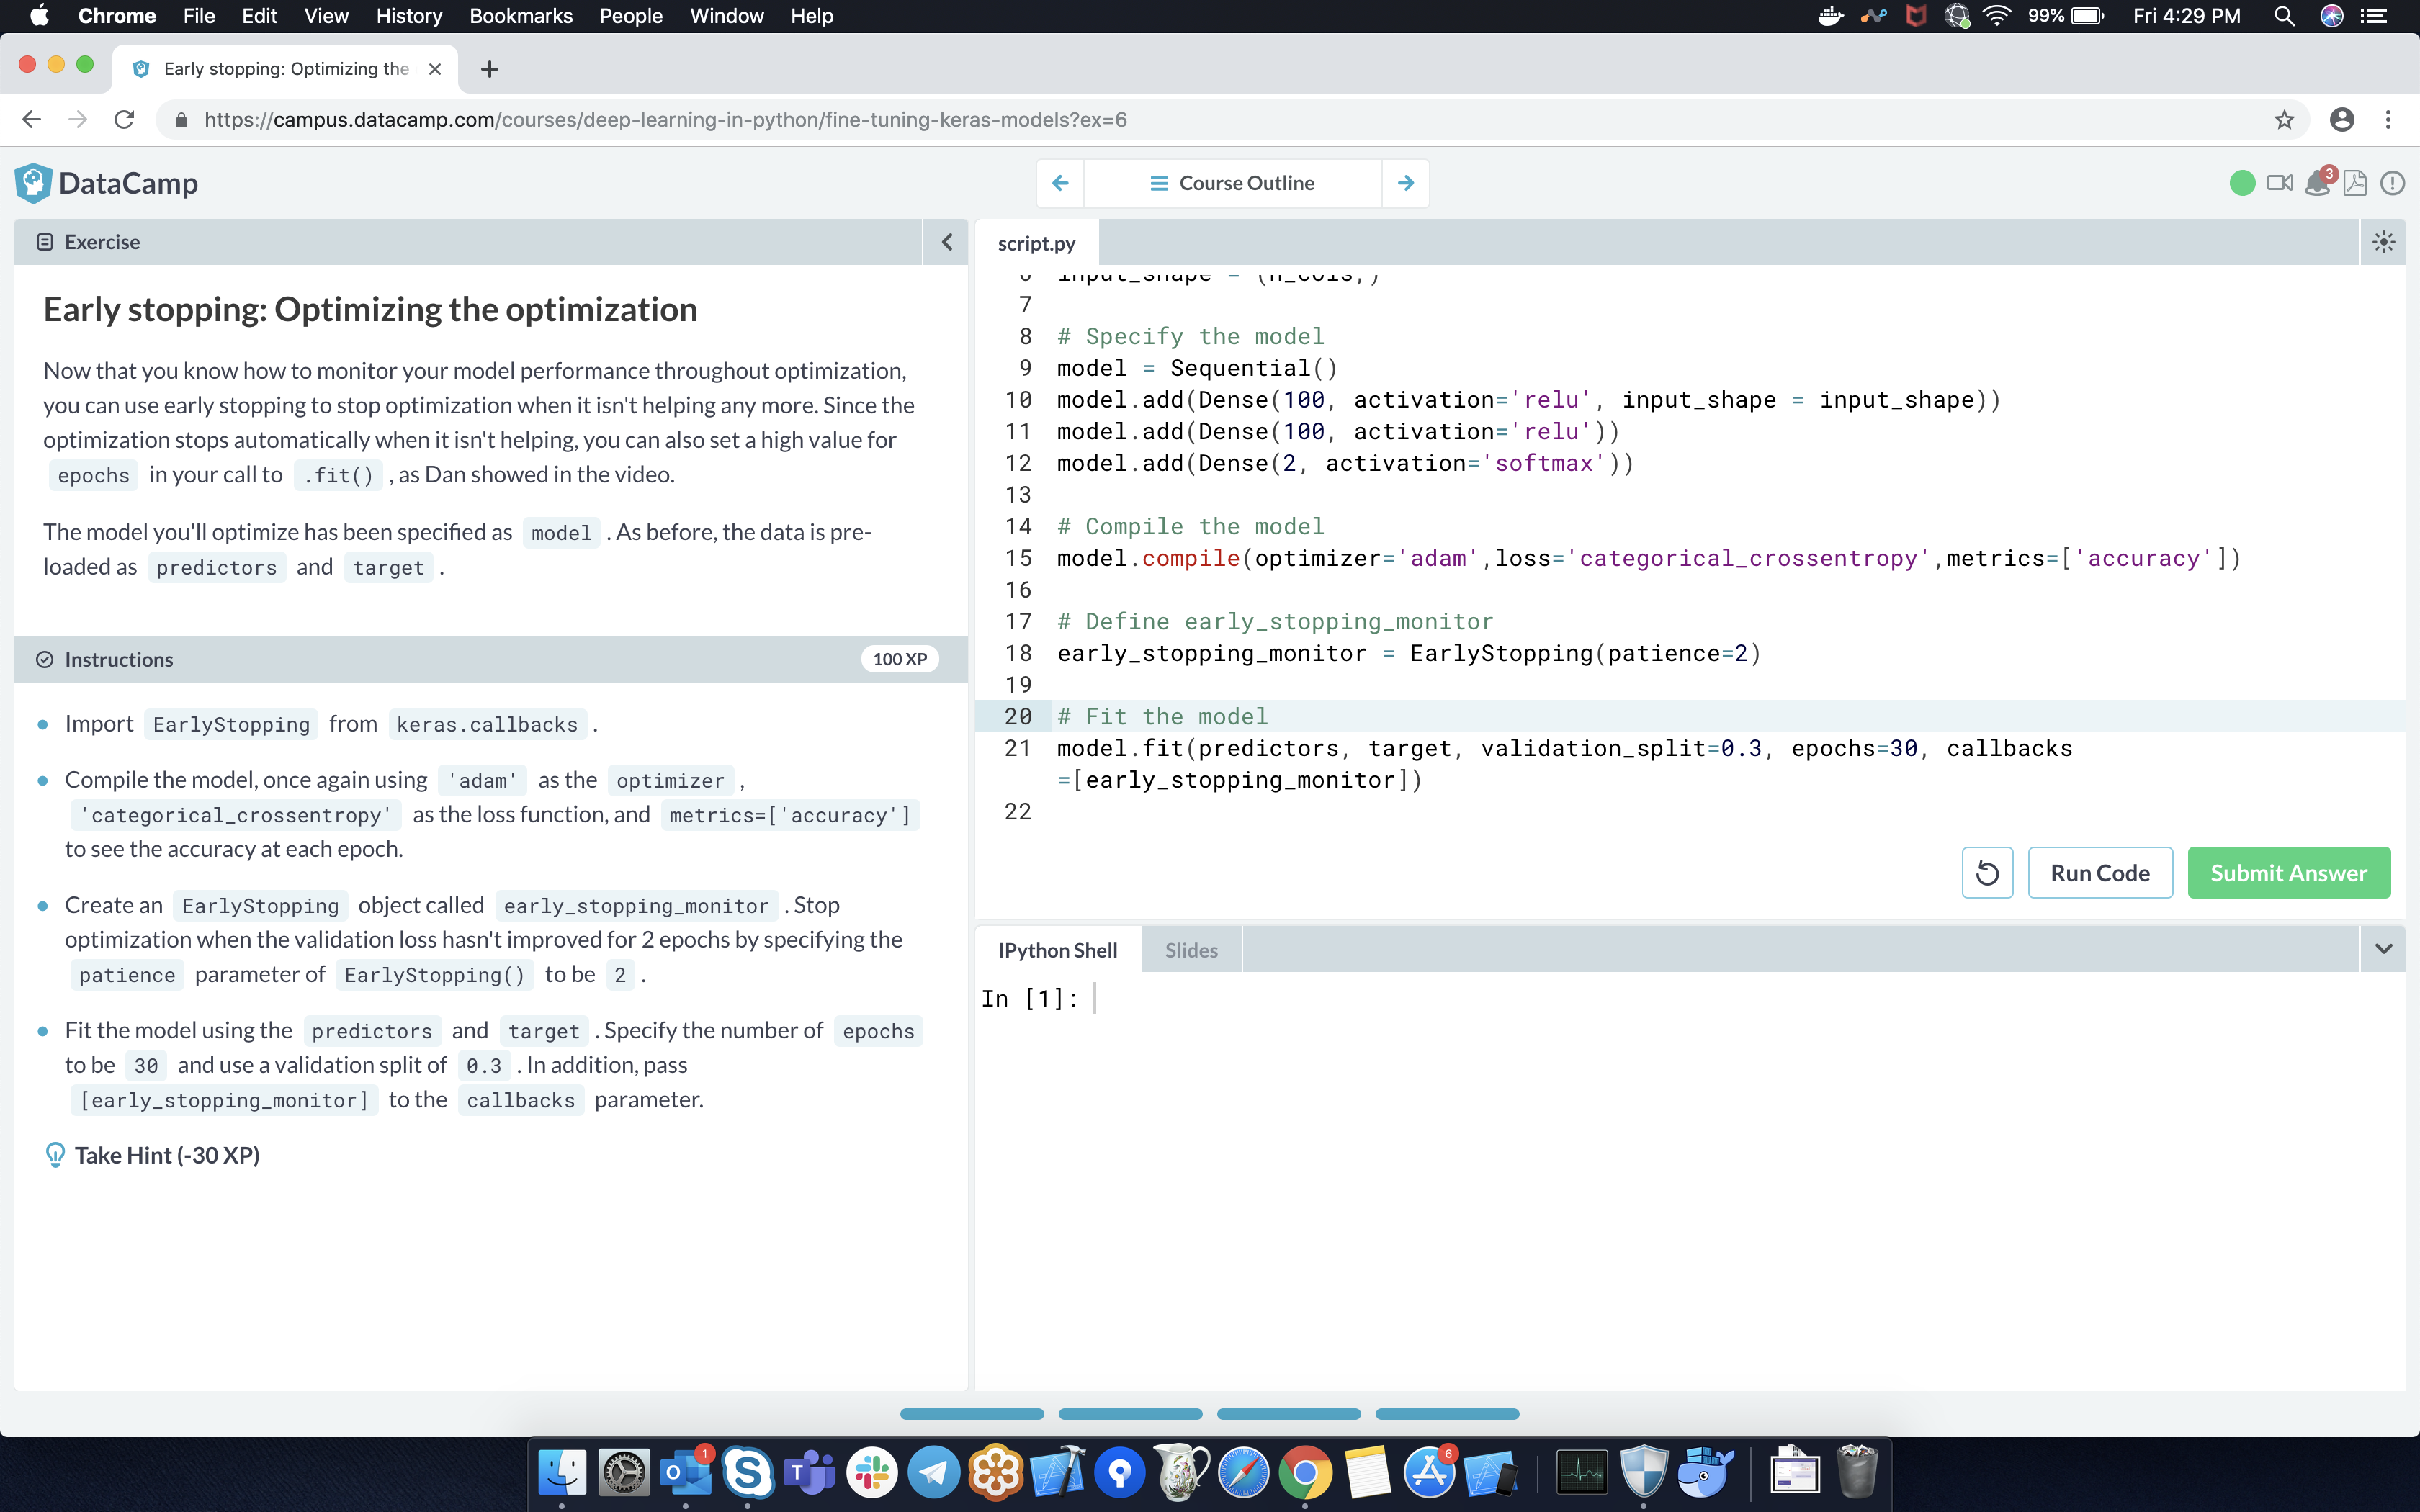 Chrome File Edit View History Bookmarks People Window Help 99% Fri 4:29 PM
Early stopping: Optimizing the
https://campus.datacamp.com/courses/deep-learning-in-python/fine-tuning-keras-models?ex=6
DataCamp
Course Outline
3
Exercise
Early stopping: Optimizing the optimization
Now that you know how to monitor your model performance throughout optimization,
you can use early stopping to stop optimization when it isn't helping any more. Since the
optimization stops automatically when it isn't helping, you can also set a high value for
epochs in your call to .fit() , as Dan showed in the video.
The model you'll optimize has been specified as model . As before, the data is pre-
loaded as predictors and target .
Instructions
100 XP
Import EarlyStopping from keras.callbacks .
Compile the model, once again using 'adam' as the optimizer ,
'categorical_crossentropy' as the loss function, and metrics=['accuracy']
to see the accuracy at each epoch.
Create an EarlyStopping object called early_stopping_monitor . Stop
optimization when the validation loss hasn't improved for 2 epochs by specifying the
patience parameter of EarlyStopping() to be 2 .
Fit the model using the predictors and target . Specify the number of epochs
to be 30 and use a validation split of 0.3 . In addition, pass
[early_stopping_monitor] to the callbacks parameter.
Take Hint (-30 XP)
script.py
6 input_shape = (n_cols,)
7
8 # Specify the model
9 model = Sequential()
10 model.add(Dense(100, activation='relu', input_shape = input_shape))
11 model.add(Dense(100, activation='relu'))
12 model.add(Dense(2, activation='softmax'))
13
14 # Compile the model
15 model.compile(optimizer='adam',loss='categorical_crossentropy',metrics=['accuracy'])
16
17 # Define early_stopping_monitor
18 early_stopping_monitor = EarlyStopping(patience=2)
19
20 # Fit the model
21 model.fit(predictors, target, validation_split=0.3, epochs=30, callbacks
=[early_stopping_monitor])
22
Run Code
Submit Answer
IPython Shell
Slides
In [1]:
1
6